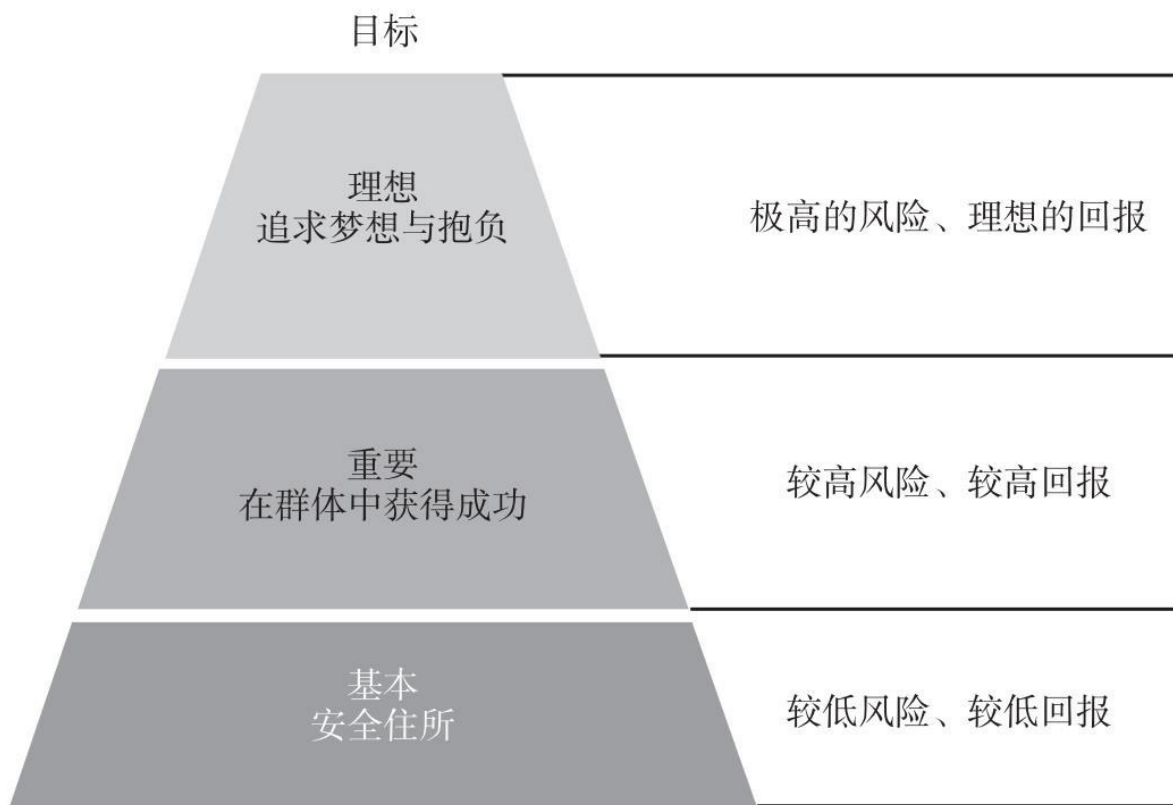 目标
理想
追求梦想与抱负
极高的风险、理想的回报
重要
在群体中获得成功
较高风险、较高回报
基本
安全住所
较低风险、较低回报